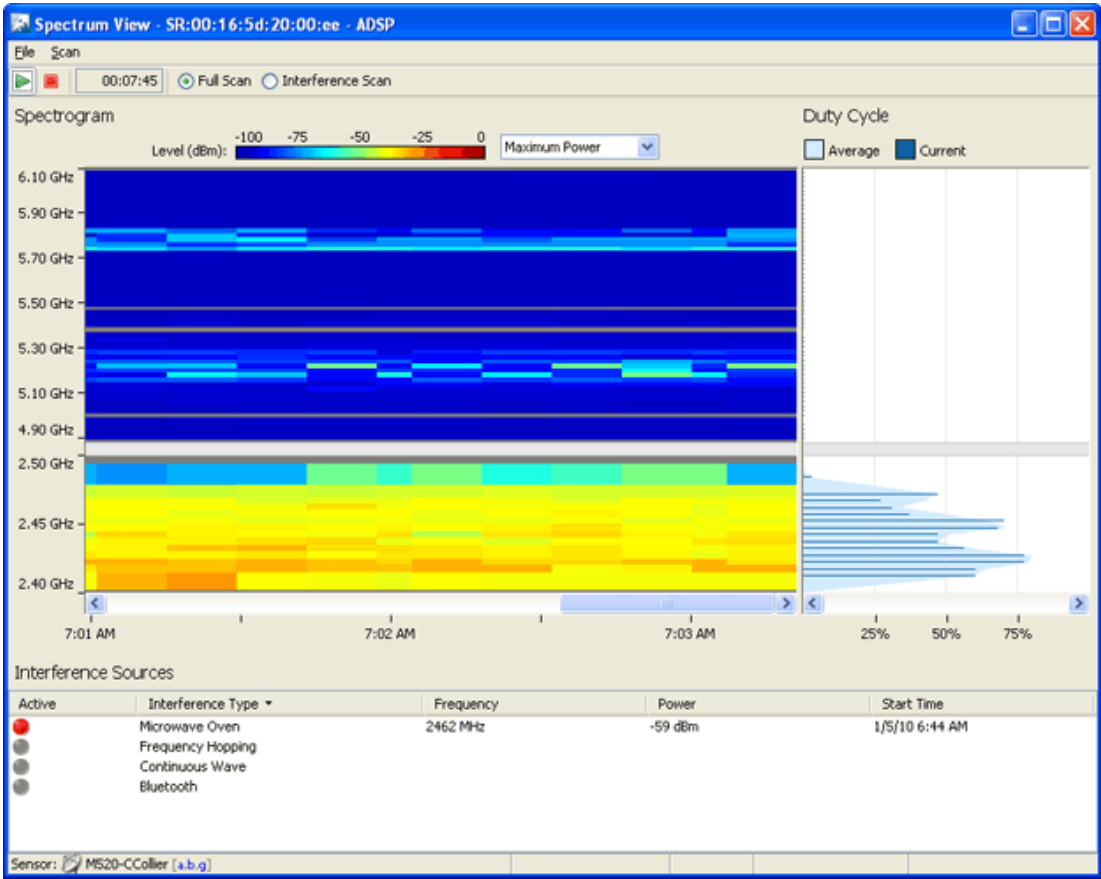 Spectrum View - SR:00:16:5d:20:00:ee - ADSP
File Scan
00:07:45 Full Scan Interference Scan
Spectrogram Duty Cycle
-100 -75 -50 -25 0
Level (dBm): Maximum Power Average Current
6.10 GHz
5.90 GHz
5.70 GHz
5.50 GHz
5.30 GHz
5.10 GHz
4.90 GHz
2.50 GHz
2.45 GHz
2.40 GHz
7:01 AM 7:02 AM 7:03 AM 25% 50% 75%
Interference Sources
Active Interference Type Frequency Power Start Time
Microwave Oven 2462 MHz -59 dBm 1/5/10 6:44 AM
Frequency Hopping
Continuous Wave
Bluetooth
Sensor: M520-CCollier [a.b.g]